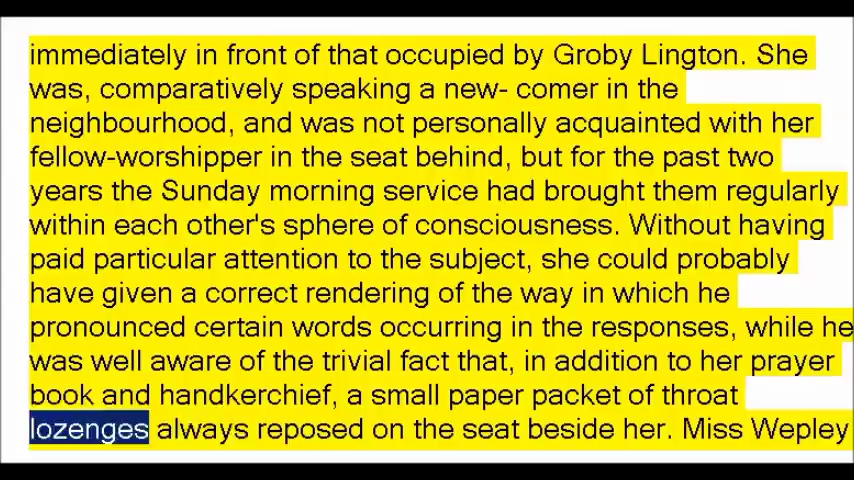 immediately in front of that occupied by Groby Lington. She
was, comparatively speaking a new- comer in the
neighbourhood, and was not personally acquainted with her
fellow-worshipper in the seat behind, but for the past two
years the Sunday morning service had brought them regularly
within each other's sphere of consciousness. Without having
paid particular attention to the subject, she could probably
have given a correct rendering of the way in which he
pronounced certain words occurring in the responses, while he
was well aware of the trivial fact that, in addition to her prayer
book and handkerchief, a small paper packet of throat
lozenges always reposed on the seat beside her. Miss Wepley